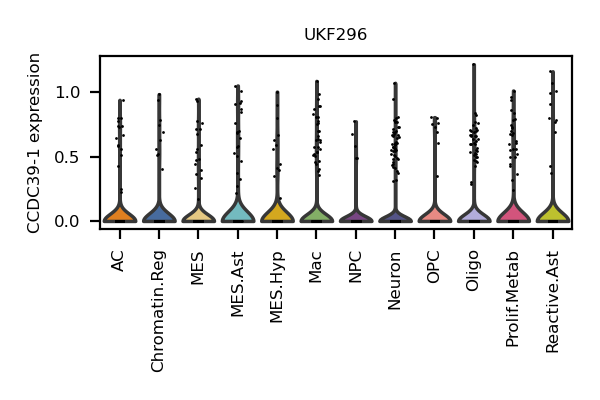 UKF296
CCDC39-1 expression
1.0
0.5
0.0
AC
Chromatin.Reg
MES
MES.Ast
MES.Hyp
Mac
NPC
Neuron
OPC
Oligo
Prolif.Metab
Reactive.Ast